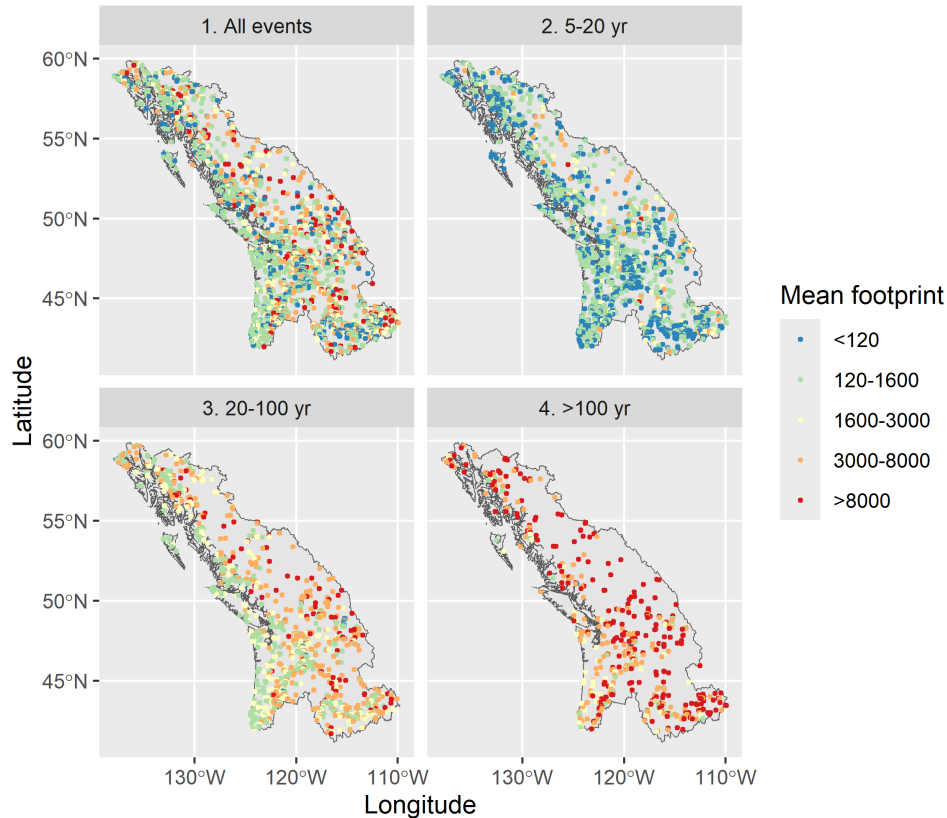 1. All events
2. 5-20 yr
60°N
55°N
50°N
45°N
3. 20-100 yr
4. >100 yr
60°N
55°N
50°N
45°N
130°W
120°W
110°W
130°W
120°W
110°W
Longitude
Latitude
Mean footprint
<120
120-1600
1600-3000
3000-8000
>8000